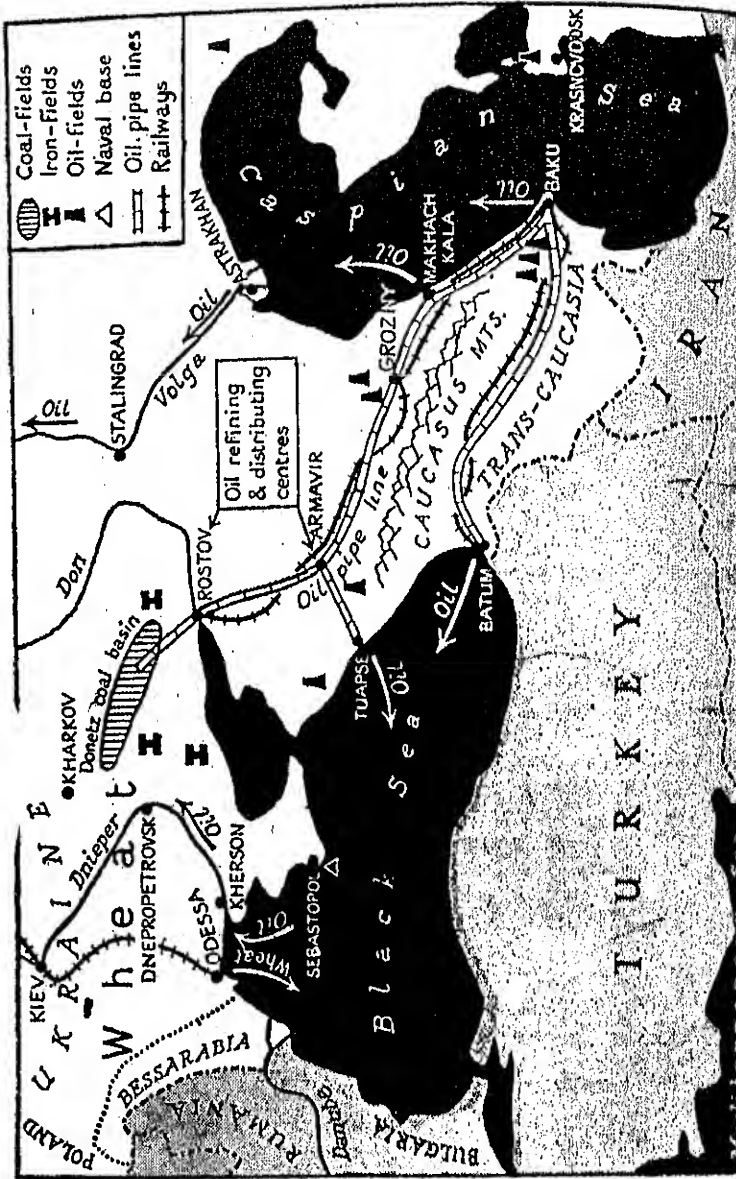 Coal-fields
Iron-fields
Oil-fields
Naval base
Oil pipe lines
Railways
POLAND
UKRAINE
KIEV
Dnieper
Wheat
KHARKOV
Donetz coal basin
Don
STALINGRAD
Oil
Volga
Oil
ASTRAKHAN
DNEPROPETROVSK
Oil
KHERSON
ODESSA
BESSARABIA
RUMANIA
Danube
BULGARIA
Wheat
Oil
SEBASTOPOL
ROSTOV
Oil refining
& distributing
centres
ARMAVIR
Oil pipe line
GROZNY
MAKHACH
KALA
Oil
Caspian Sea
Oil
KRASNOVODSK
BAKU
CAUCASUS MTS.
TRANS-CAUCASIA
TUAPSE
Oil
Black Sea
BATUM
Oil
TURKEY
IRAN